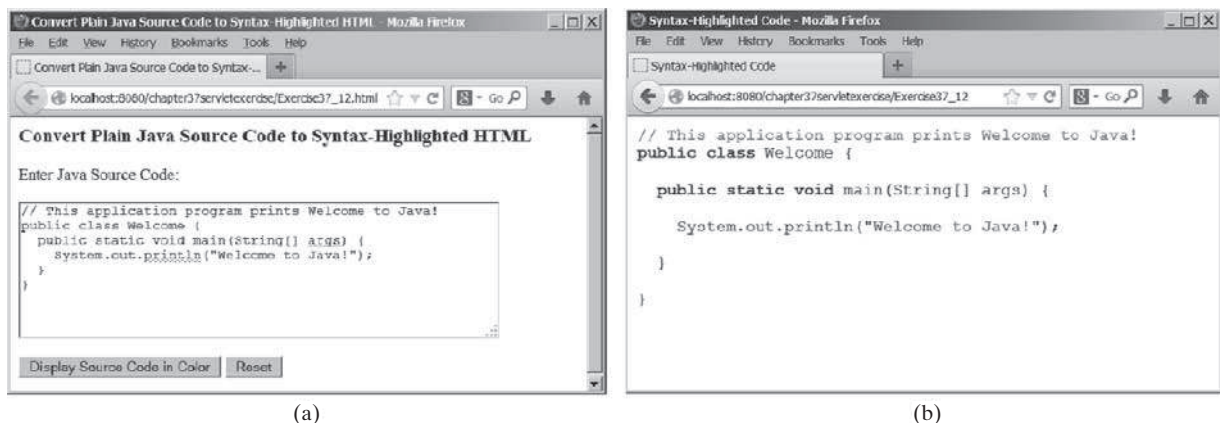 Convert Plain Java Source Code to Syntax-Highlighted HTML - Mozilla Firefox
File Edit View History Bookmarks Tools Help
Convert Plain Java Source Code to Syntax-...
localhost:8080/chapter37servletexercise/Exercise37_12.html
Go
Convert Plain Java Source Code to Syntax-Highlighted HTML
Enter Java Source Code:
// This application program prints Welcome to Java!
public class Welcome {
  public static void main(String[] args) {
    System.out.println("Welcome to Java!");
  }
}
Display Source Code in Color Reset
(a)
Syntax-Highlighted Code - Mozilla Firefox
File Edit View History Bookmarks Tools Help
Syntax-Highlighted Code
localhost:8080/chapter37servletexercise/Exercise37_12
Go
// This application program prints Welcome to Java!
public class Welcome {
  public static void main(String[] args) {
    System.out.println("Welcome to Java!");
  }
}
(b)